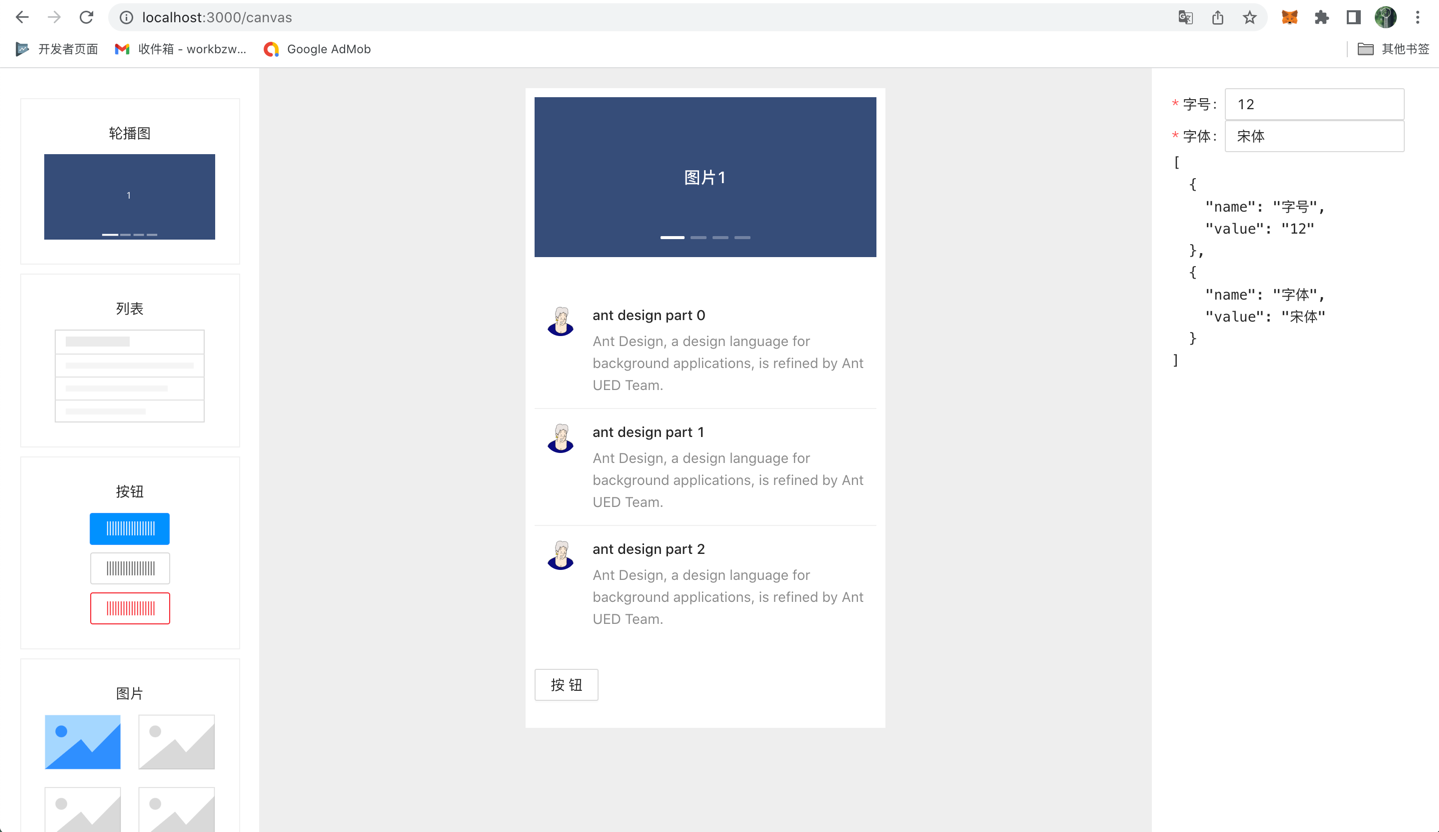 localhost:3000/canvas
开发者页面
收件箱 - workbzw...
Google AdMob
其他书签
轮播图
1
列表
按钮
图片
图片1
ant design part 0
Ant Design, a design language for
background applications, is refined by Ant
UED Team.
ant design part 1
Ant Design, a design language for
background applications, is refined by Ant
UED Team.
ant design part 2
Ant Design, a design language for
background applications, is refined by Ant
UED Team.
按 钮
* 字号: 12
* 字体: 宋体
[
{
"name": "字号",
"value": "12"
},
{
"name": "字体",
"value": "宋体"
}
]